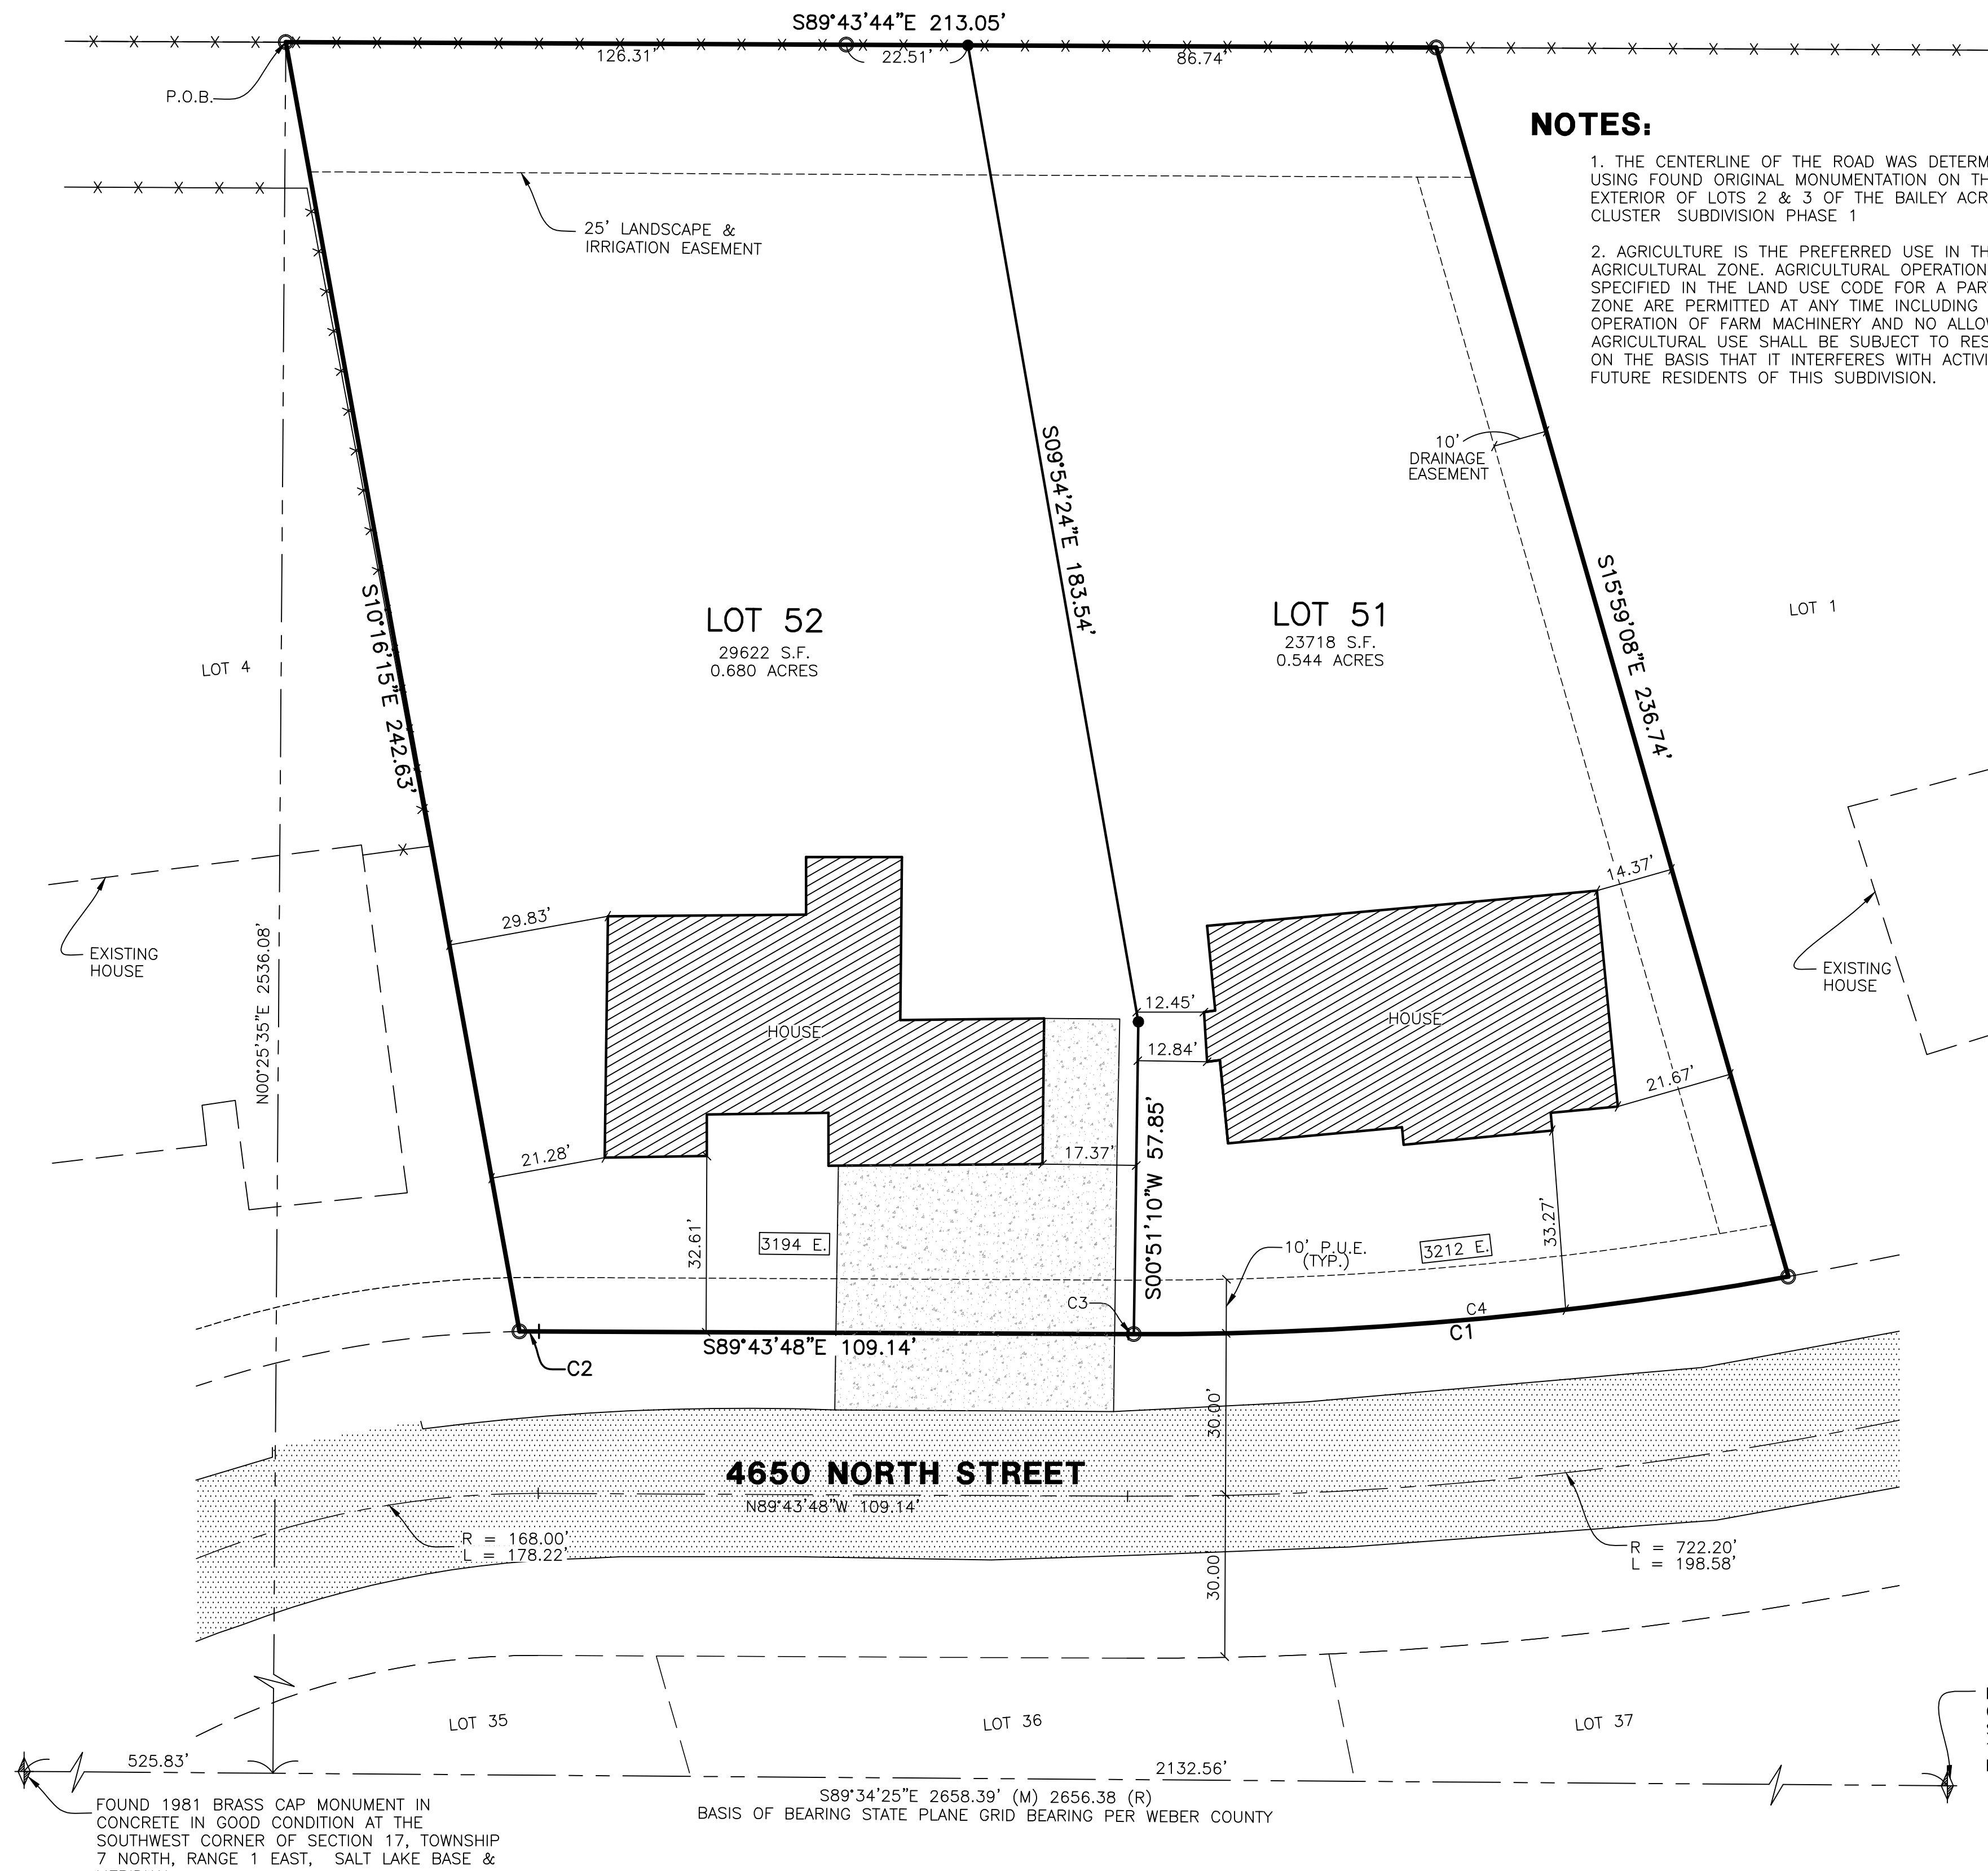 S89°43'44"E 213.05'
126.31'
22.51'
86.74'
P.O.B.
NOTES:
1. THE CENTERLINE OF THE ROAD WAS
USING FOUND ORIGINAL MONUMENTATION ON
EXTERIOR OF LOTS 2 & 3 OF THE BAILEY
CLUSTER SUBDIVISION PHASE 1
2. AGRICULTURE IS THE PREFERRED USE IN
AGRICULTURAL ZONE. AGRICULTURAL OPERATION
SPECIFIED IN THE LAND USE CODE FOR A
ZONE ARE PERMITTED AT ANY TIME INCLUDING
OPERATION OF FARM MACHINERY AND NO
AGRICULTURAL USE SHALL BE SUBJECT TO
ON THE BASIS THAT IT INTERFERES WITH
FUTURE RESIDENTS OF THIS SUBDIVISION.
25' LANDSCAPE &
IRRIGATION EASEMENT
10'
DRAINAGE
EASEMENT
S09°54'24"E 183.54'
S10°16'15"E 242.63'
S15°59'08"E 236.74'
LOT 52
29622 S.F.
0.680 ACRES
LOT 51
23718 S.F.
0.544 ACRES
LOT 1
LOT 4
14.37'
29.83'
EXISTING
HOUSE
N00°25'35"E 2536.08'
EXISTING
HOUSE
12.45'
HOUSE
HOUSE
12.84'
21.67'
21.28'
17.37'
S00°51'10"W 57.85'
32.61'
3194 E.
10' P.U.E.
(TYP.)
3212 E.
33.27'
C3
C4
C1
S89°43'48"E 109.14'
C2
30.00'
4650 NORTH STREET
N89°43'48"W 109.14'
R = 168.00'
L = 178.22'
R = 722.20'
L = 198.58'
30.00'
LOT 35
LOT 36
LOT 37
525.83'
2132.56'
S89°34'25"E 2658.39' (M) 2656.38 (R)
BASIS OF BEARING STATE PLANE GRID BEARING PER WEBER COUNTY
FOUND 1981 BRASS CAP MONUMENT IN
CONCRETE IN GOOD CONDITION AT THE
SOUTHWEST CORNER OF SECTION 17, TOWNSHIP
7 NORTH, RANGE 1 EAST, SALT LAKE BASE &